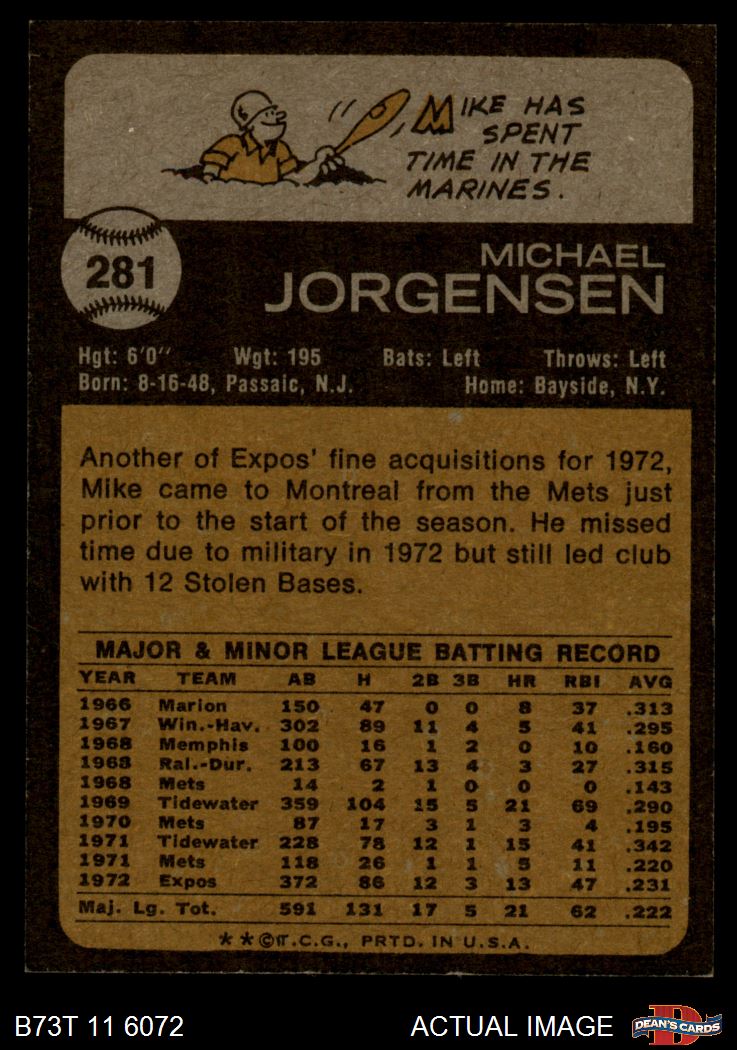 MIKE HAS
SPENT
TIME IN THE
MARINES.
281
MICHAEL
JORGENSEN
Hgt: 6'0" Wgt: 195 Bats: Left Throws: Left
Born: 8-16-48, Passaic, N.J. Home: Bayside, N.Y.
Another of Expos' fine acquisitions for 1972,
Mike came to Montreal from the Mets just
prior to the start of the season. He missed
time due to military in 1972 but still led club
with 12 Stolen Bases.
MAJOR & MINOR LEAGUE BATTING RECORD
YEAR TEAM AB H 2B 3B HR RBI AVG
1966 Marion 150 47 0 0 8 37 .313
1967 Win.-Hav. 302 89 11 4 5 41 .295
1968 Memphis 100 16 1 2 0 10 .160
1968 Ral.-Dur. 213 67 13 4 3 27 .315
1968 Mets 14 2 1 0 0 0 .143
1969 Tidewater 359 104 15 5 21 69 .290
1970 Mets 87 17 3 1 3 4 .195
1971 Tidewater 228 78 12 1 15 41 .342
1971 Mets 118 26 1 1 5 11 .220
1972 Expos 372 86 12 3 13 47 .231
Maj. Lg. Tot. 591 131 17 5 21 62 .222
**©T.C.G., PRTD. IN U.S.A.
B73T 11 6072 ACTUAL IMAGE
DEAN'S CARDS